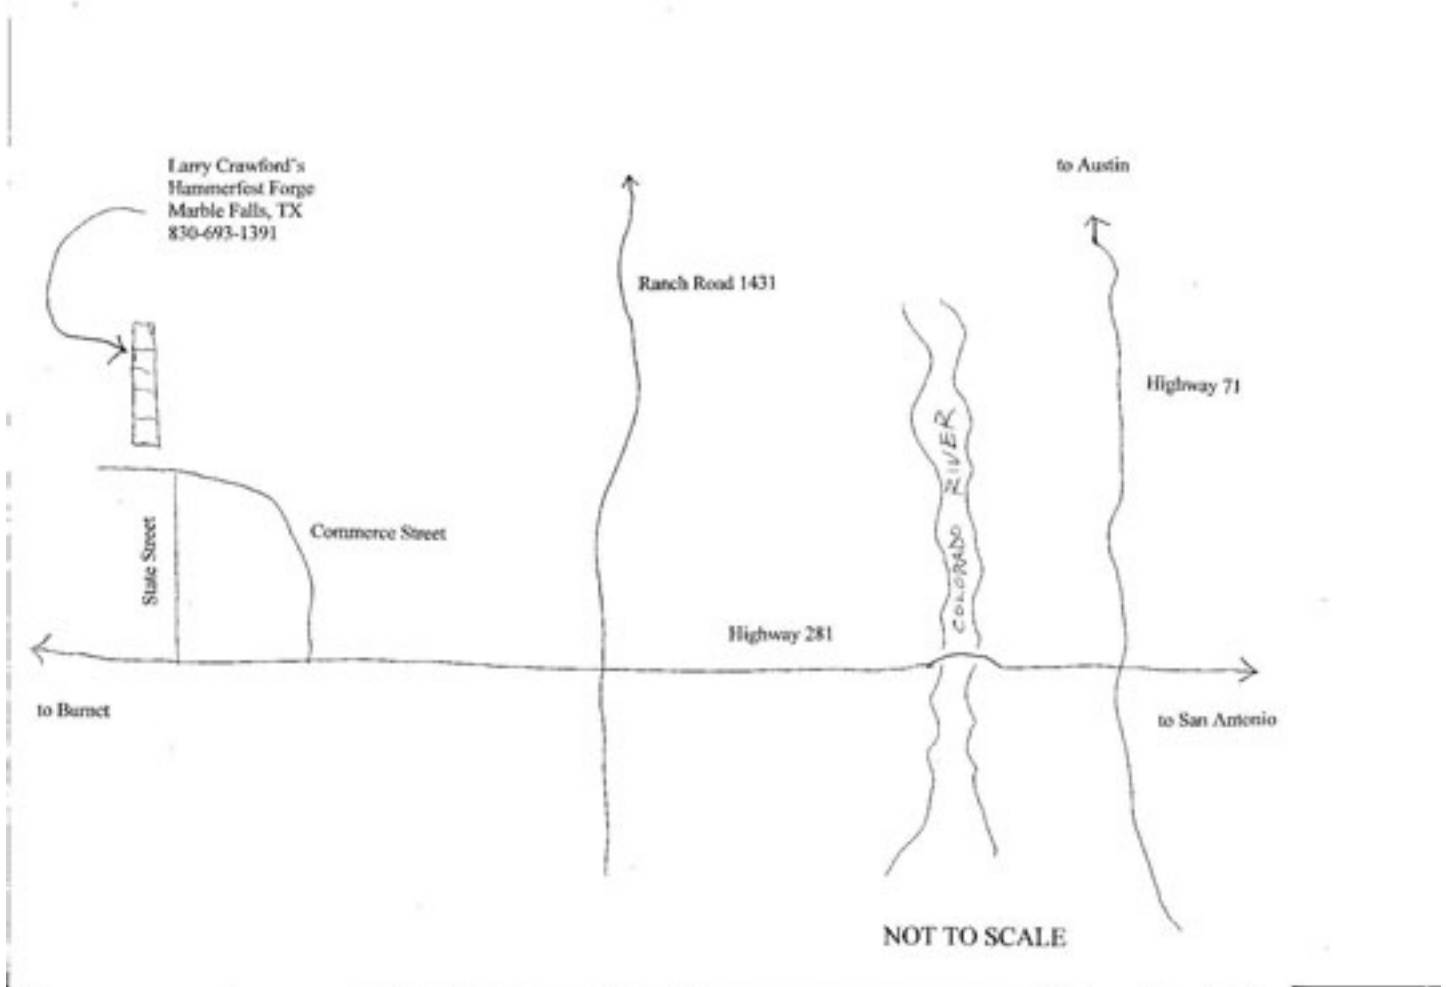 Larry Crawford's
Hammerfest Forge
Marble Falls, TX
830-693-1391
to Austin
Ranch Road 1431
Highway 71
COLORADO RIVER
State Street
Commerce Street
Highway 281
to Burnet
to San Antonio
NOT TO SCALE